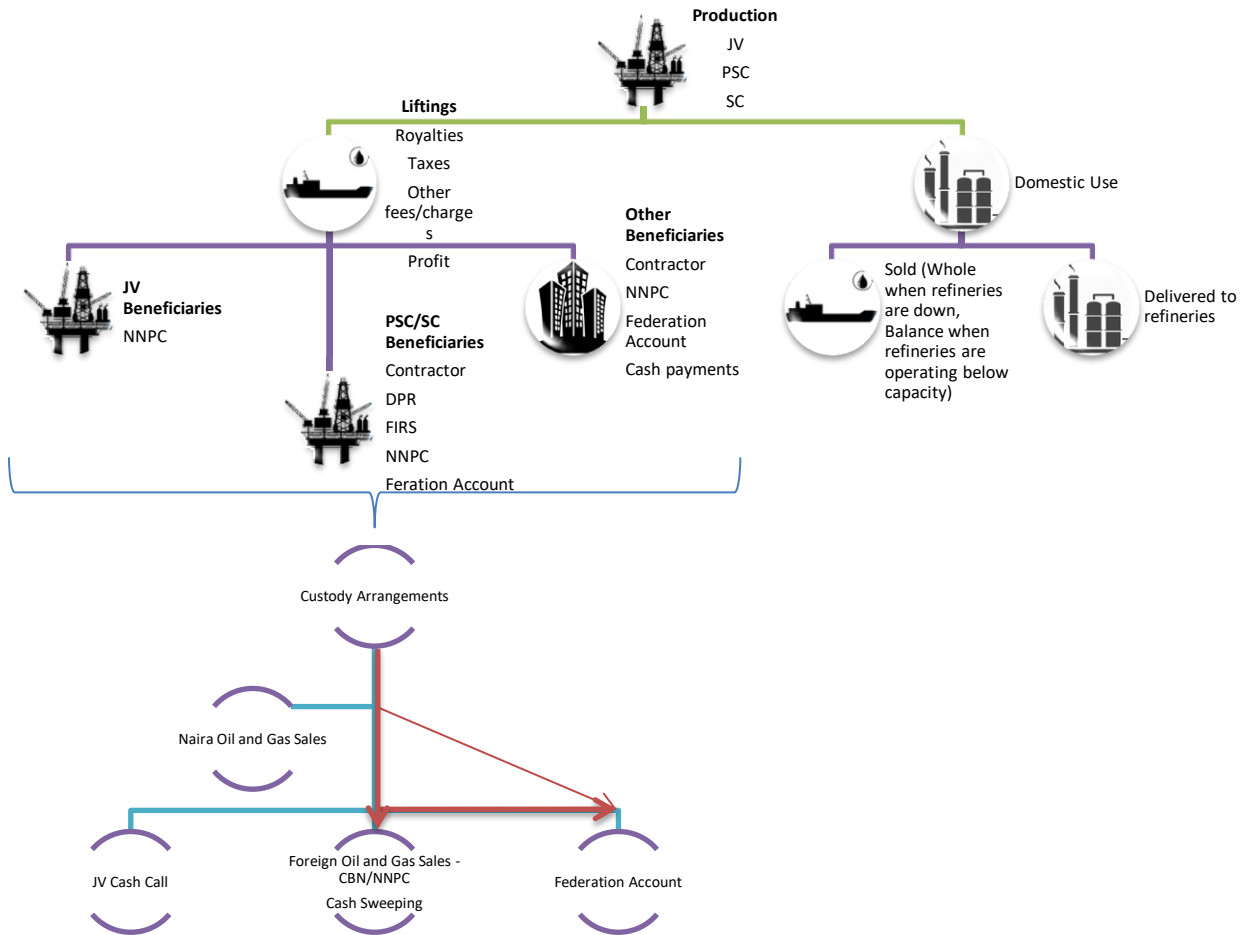 Production
JV
PSC
SC
Liftings
Royalties
Taxes
Other
fees/charge
s
Profit
Domestic Use
JV
Beneficiaries
NNPC
PSC/SC
Beneficiaries
Contractor
DPR
FIRS
NNPC
Feration Account
Other
Beneficiaries
Contractor
NNPC
Federation
Account
Cash payments
Sold (Whole
when refineries
are down,
Balance when
refineries are
operating below
capacity)
Delivered to
refineries
Custody Arrangements
Naira Oil and Gas Sales
JV Cash Call
Foreign Oil and Gas Sales -
CBN/NNPC
Cash Sweeping
Federation Account